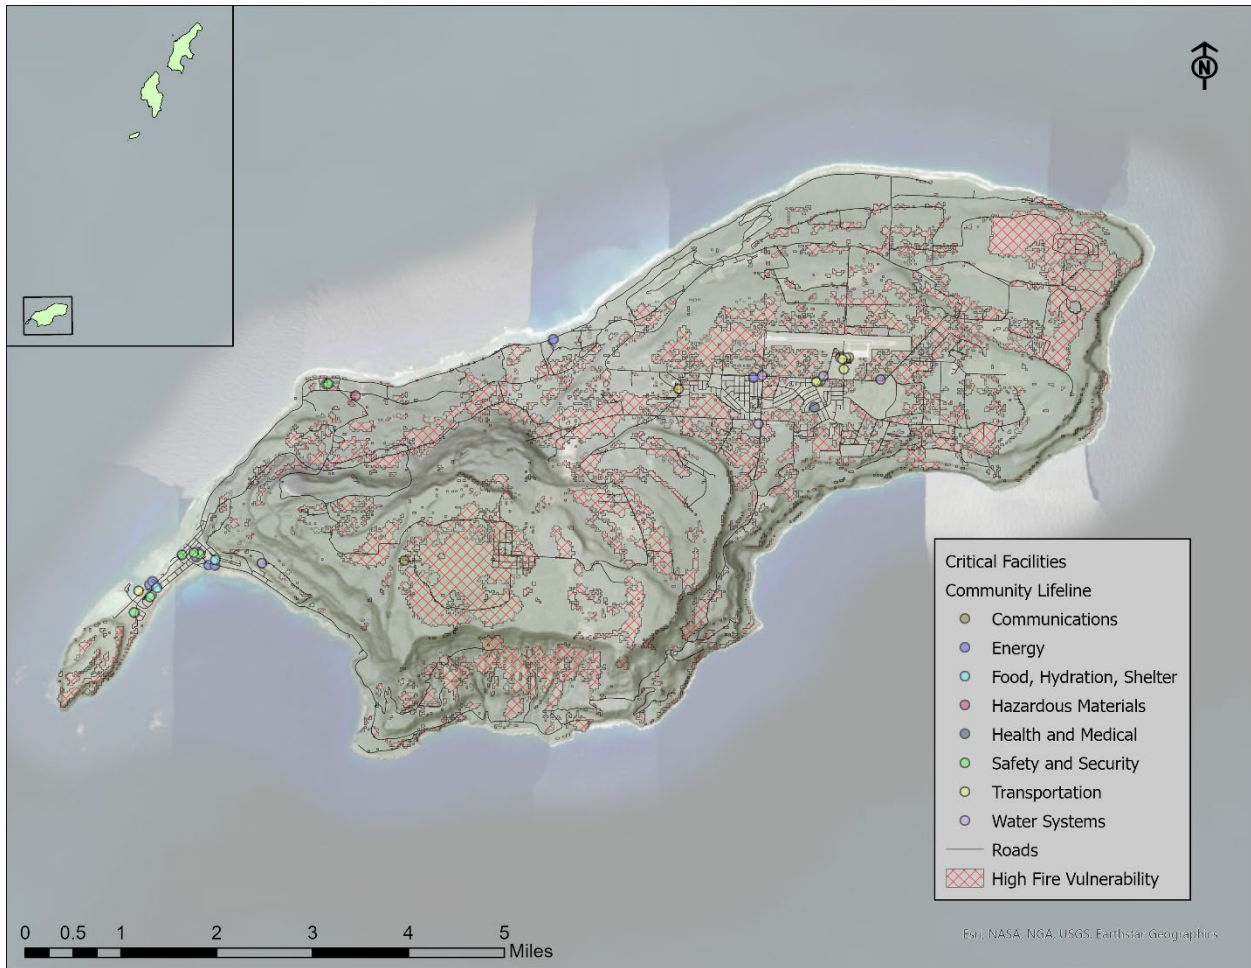 N
Critical Facilities
Community Lifeline
Communications
Energy
Food, Hydration, Shelter
Hazardous Materials
Health and Medical
Safety and Security
Transportation
Water Systems
Roads
High Fire Vulnerability
0 0.5 1 2 3 4 5
Miles
Esri, NASA, NGA, USGS, Earthstar Geographics